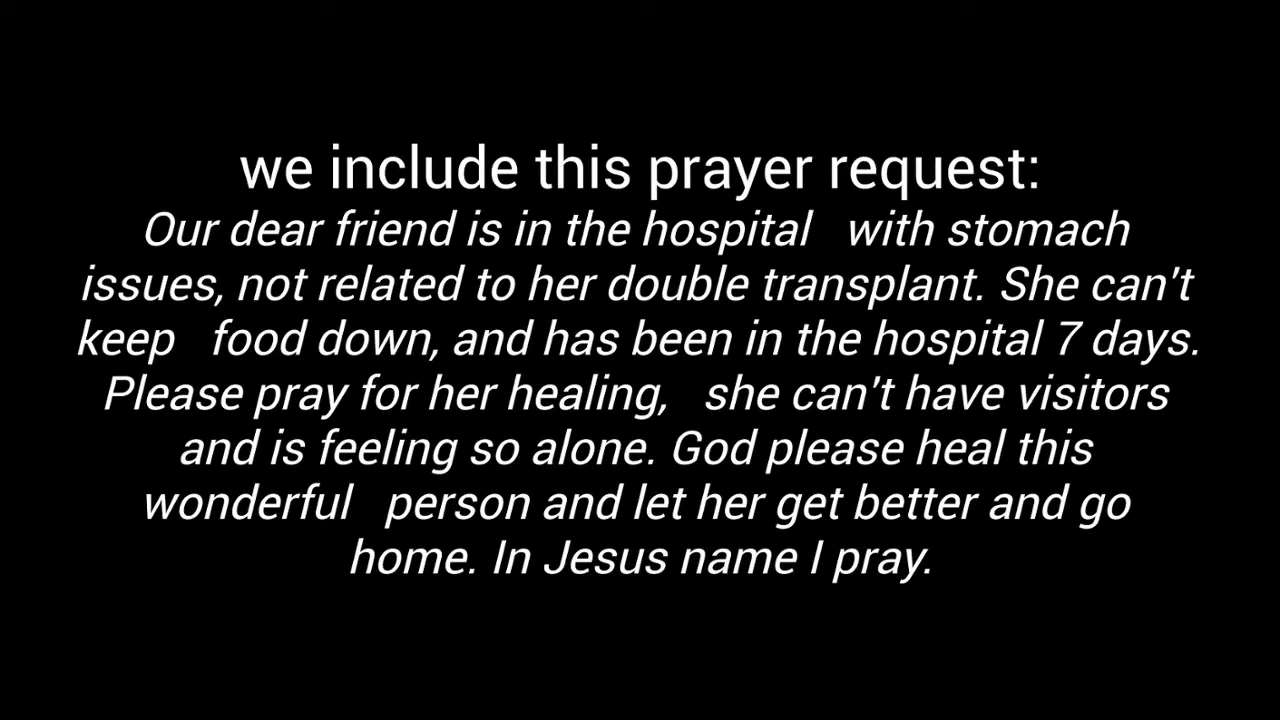 we include this prayer request:
Our dear friend is in the hospital   with stomach
issues, not related to her double transplant. She can't
keep   food down, and has been in the hospital 7 days.
Please pray for her healing,   she can't have visitors
and is feeling so alone. God please heal this
wonderful   person and let her get better and go
home. In Jesus name I pray.